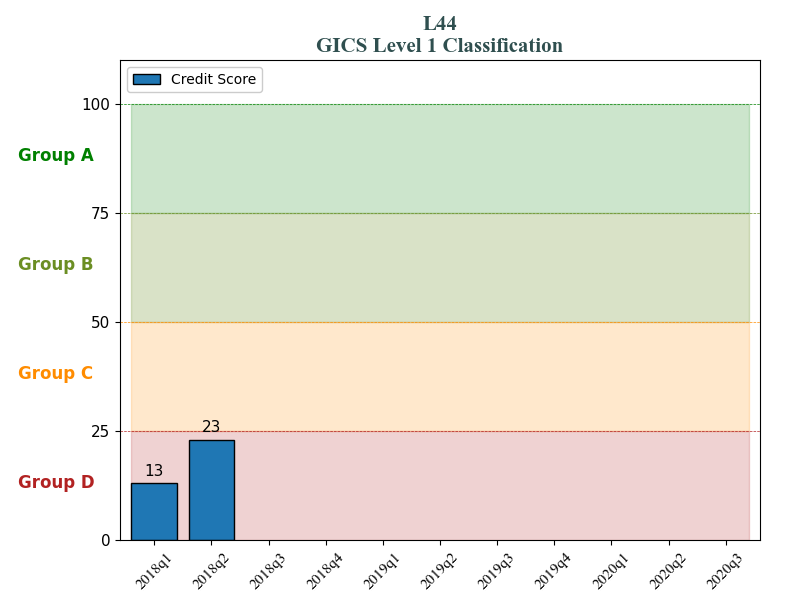 L44
GICS Level 1 Classification
Credit Score
100
Group A
75
Group B
50
Group C
25
23
13
Group D
0
2018q1 2018q2 2018q3 2018q4 2019q1 2019q2 2019q3 2019q4 2020q1 2020q2 2020q3